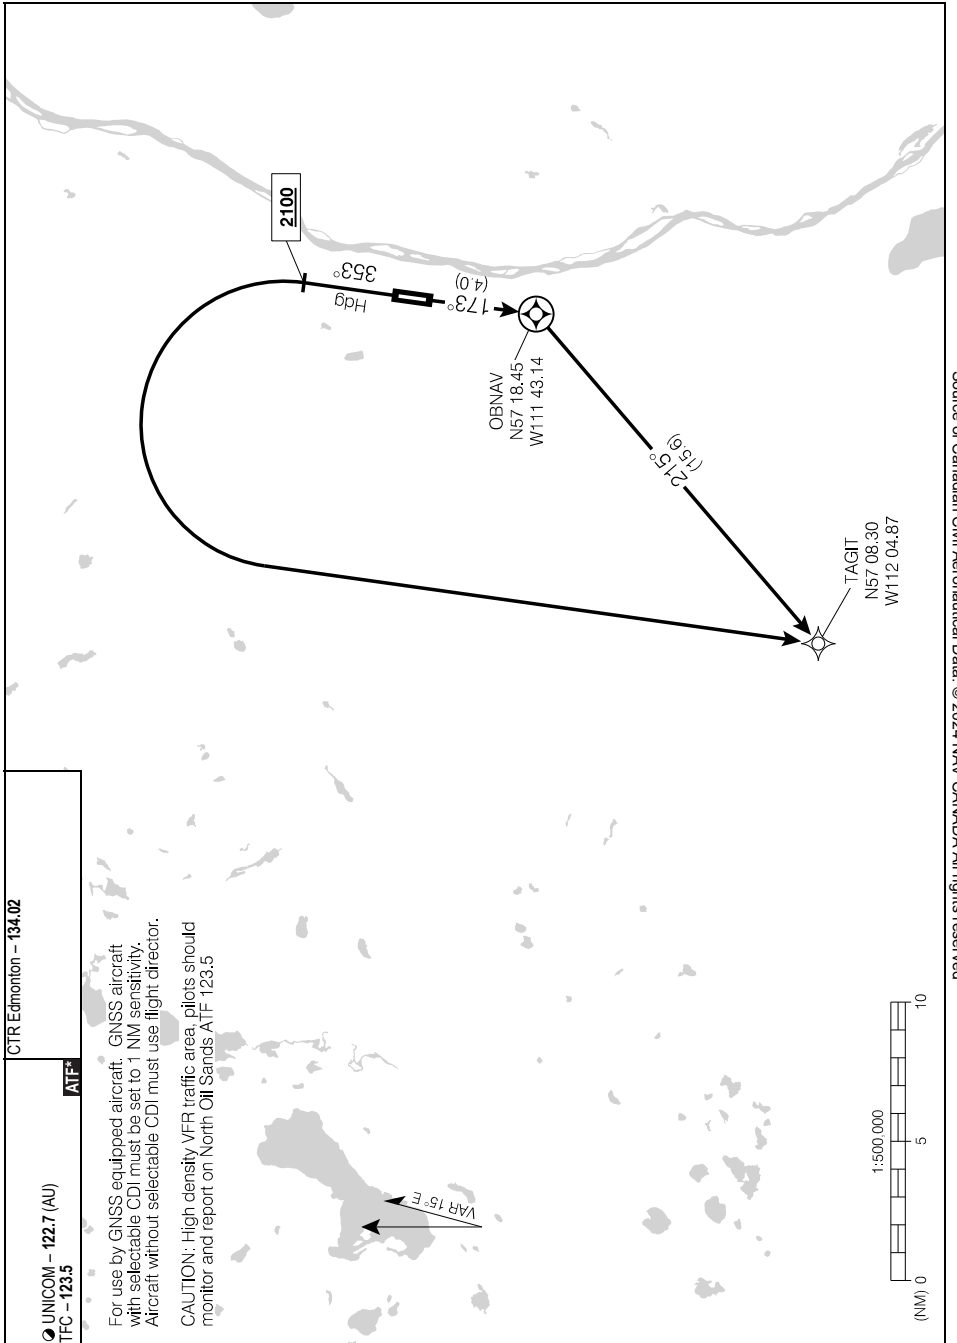 CTR Edmonton – 134.02
UNICOM – 122.7 (AU)
TFC – 123.5
ATF*
For use by GNSS equipped aircraft. GNSS aircraft
with selectable CDI must be set to 1 NM sensitivity.
Aircraft without selectable CDI must use flight director.
CAUTION: High density VFR traffic area, pilots should
monitor and report on North Oil Sands ATF 123.5
2100
353°
Hdg
173°
(4.0)
OBNAV
N57 18.45
W111 43.14
215°
(15.6)
TAGIT
N57 08.30
W112 04.87
VAR 15° E
1:500,000
(NM) 0 5 10
Source of Canadian Civil Aeronautical Data: © 2024 NAV CANADA All rights reserved